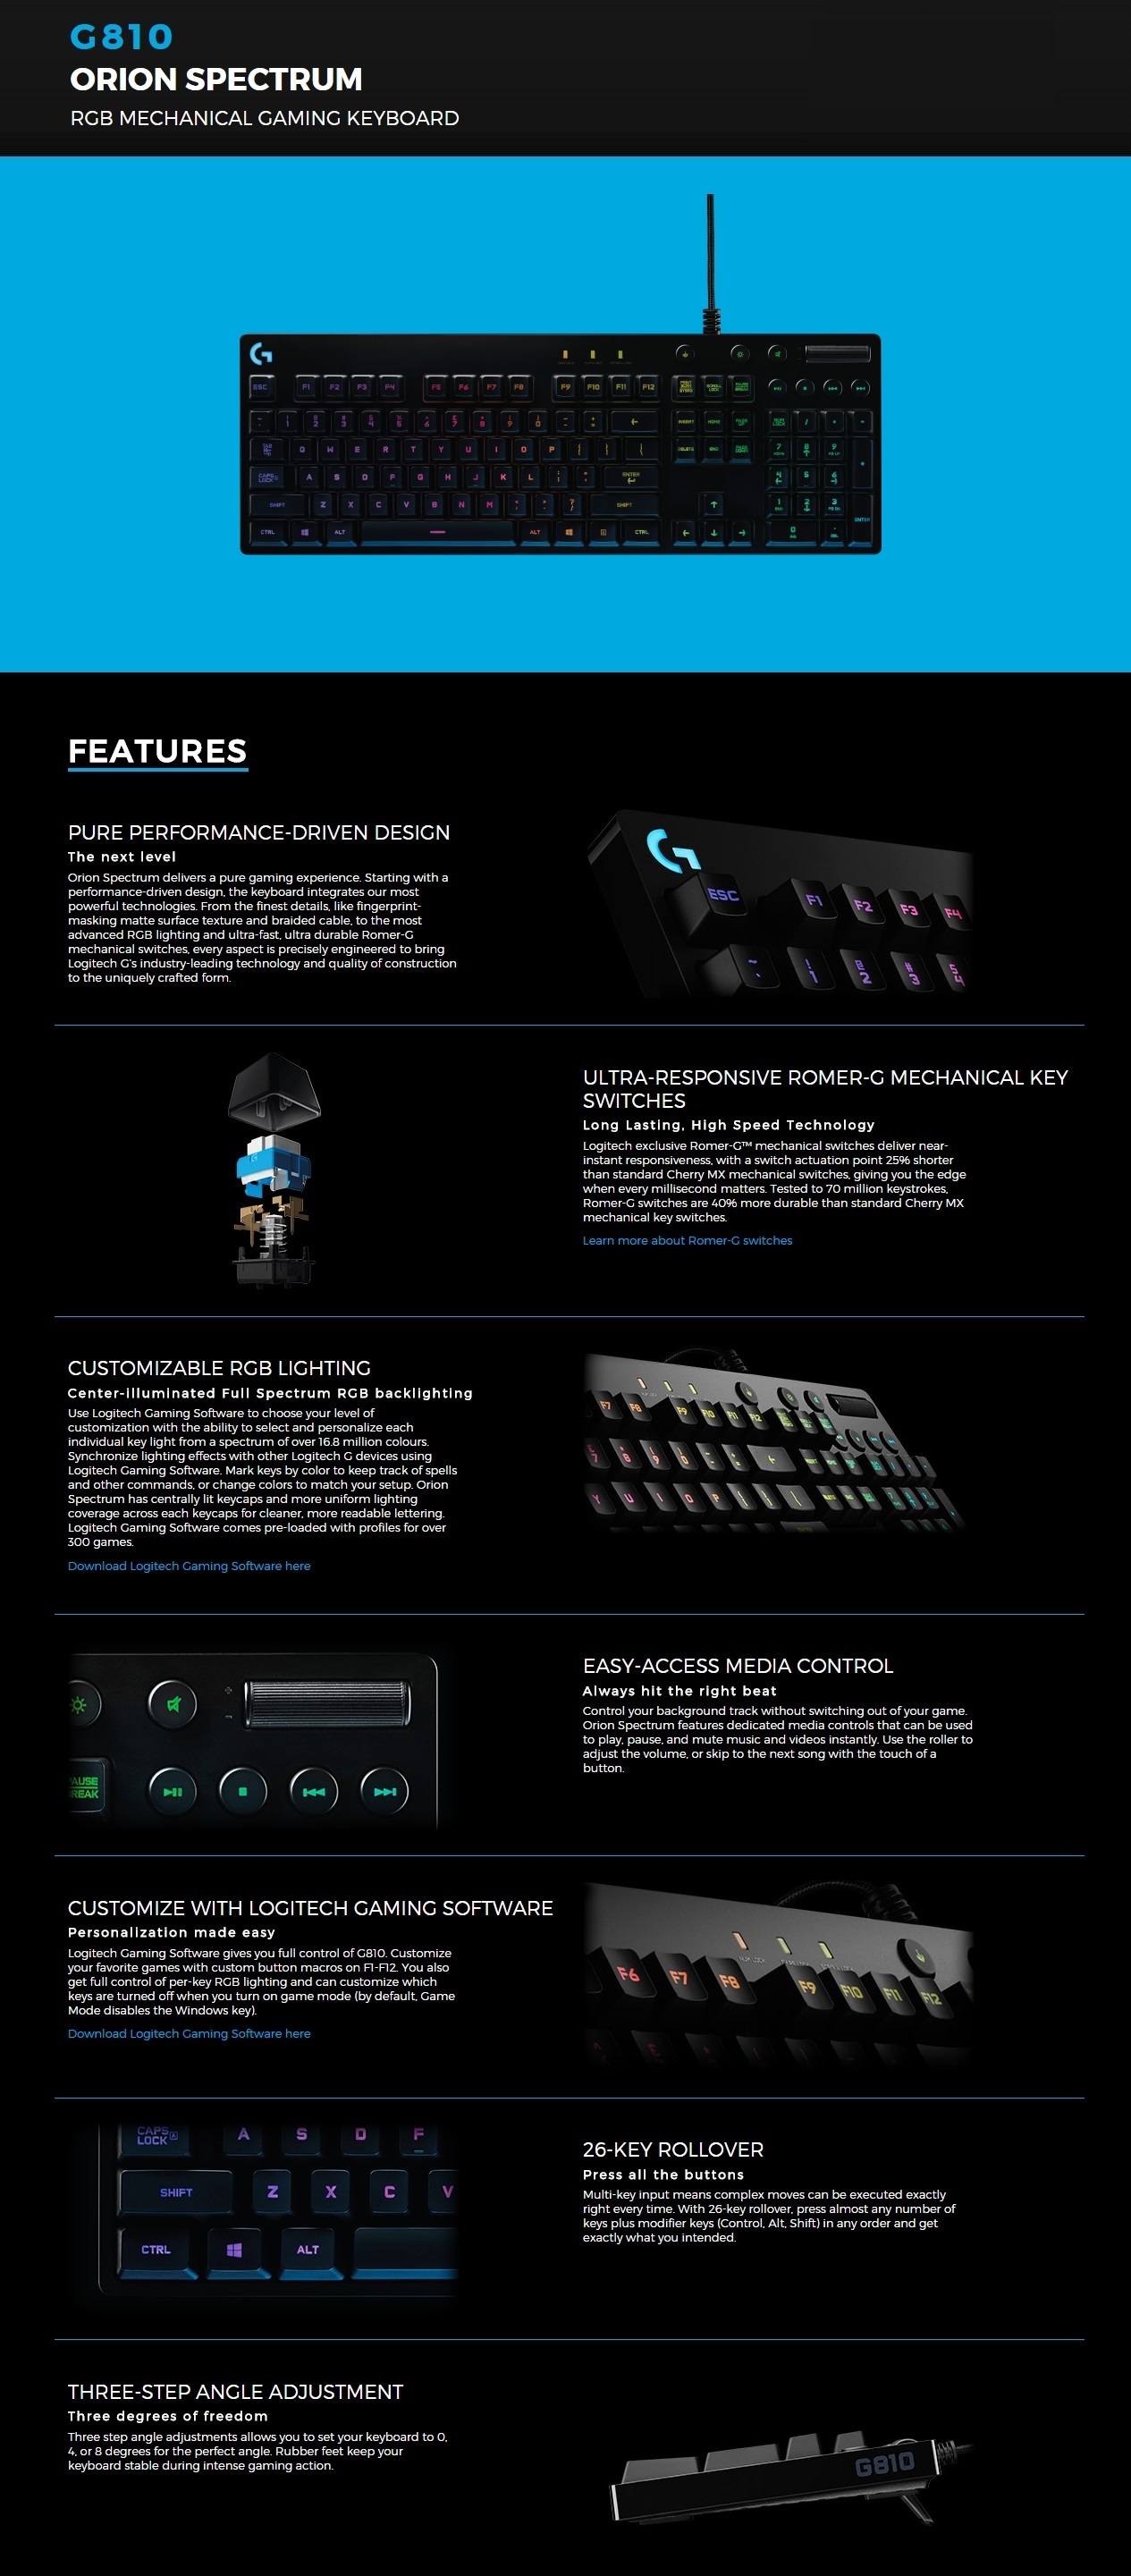 G810
ORION SPECTRUM
RGB MECHANICAL GAMING KEYBOARD
FEATURES
PURE PERFORMANCE-DRIVEN DESIGN
The next level
Orion Spectrum delivers a pure gaming experience. Starting with a
performance-driven design, the keyboard integrates our most
powerful technologies. From the finest details, like fingerprint-
masking matte surface texture and braided cable, to the most
advanced RGB lighting and ultra-fast, ultra durable Romer-G
mechanical switches, every aspect is precisely engineered to bring
Logitech G's industry-leading technology and quality of construction
to the uniquely crafted form.
ESC F1 F2 F3 F4
ULTRA-RESPONSIVE ROMER-G MECHANICAL KEY
SWITCHES
Long Lasting, High Speed Technology
Logitech exclusive Romer-G™ mechanical switches deliver near-
instant responsiveness, with a switch actuation point 25% shorter
than standard Cherry MX mechanical switches, giving you the edge
when every millisecond matters. Tested to 70 million keystrokes,
Romer-G switches are 40% more durable than standard Cherry MX
mechanical key switches.
Learn more about Romer-G switches
CUSTOMIZABLE RGB LIGHTING
Center-illuminated Full Spectrum RGB backlighting
Use Logitech Gaming Software to choose your level of
customization with the ability to select and personalize each
individual key light from a spectrum of over 16.8 million colours.
Synchronize lighting effects with other Logitech G devices using
Logitech Gaming Software. Mark keys by color to keep track of spells
and other commands, or change colors to match your setup. Orion
Spectrum has centrally lit keycaps and more uniform lighting
coverage across each keycaps for cleaner, more readable lettering.
Logitech Gaming Software comes pre-loaded with profiles for over
300 games.
Download Logitech Gaming Software here
EASY-ACCESS MEDIA CONTROL
Always hit the right beat
Control your background track without switching out of your game.
Orion Spectrum features dedicated media controls that can be used
to play, pause, and mute music and videos instantly. Use the roller to
adjust the volume, or skip to the next song with the touch of a
button.
CUSTOMIZE WITH LOGITECH GAMING SOFTWARE
Personalization made easy
Logitech Gaming Software gives you full control of G810. Customize
your favorite games with custom button macros on F1-F12. You also
get full control of per-key RGB lighting and can customize which
keys are turned off when you turn on game mode (by default, Game
Mode disables the Windows key).
Download Logitech Gaming Software here
F6 F7 F8 F9 F10 F11 F12
CAPS LOCK A S D F
SHIFT Z X C V
CTRL ALT
26-KEY ROLLOVER
Press all the buttons
Multi-key input means complex moves can be executed exactly
right every time. With 26-key rollover, press almost any number of
keys plus modifier keys (Control, Alt, Shift) in any order and get
exactly what you intended.
THREE-STEP ANGLE ADJUSTMENT
Three degrees of freedom
Three step angle adjustments allows you to set your keyboard to 0,
4, or 8 degrees for the perfect angle. Rubber feet keep your
keyboard stable during intense gaming action.
G810